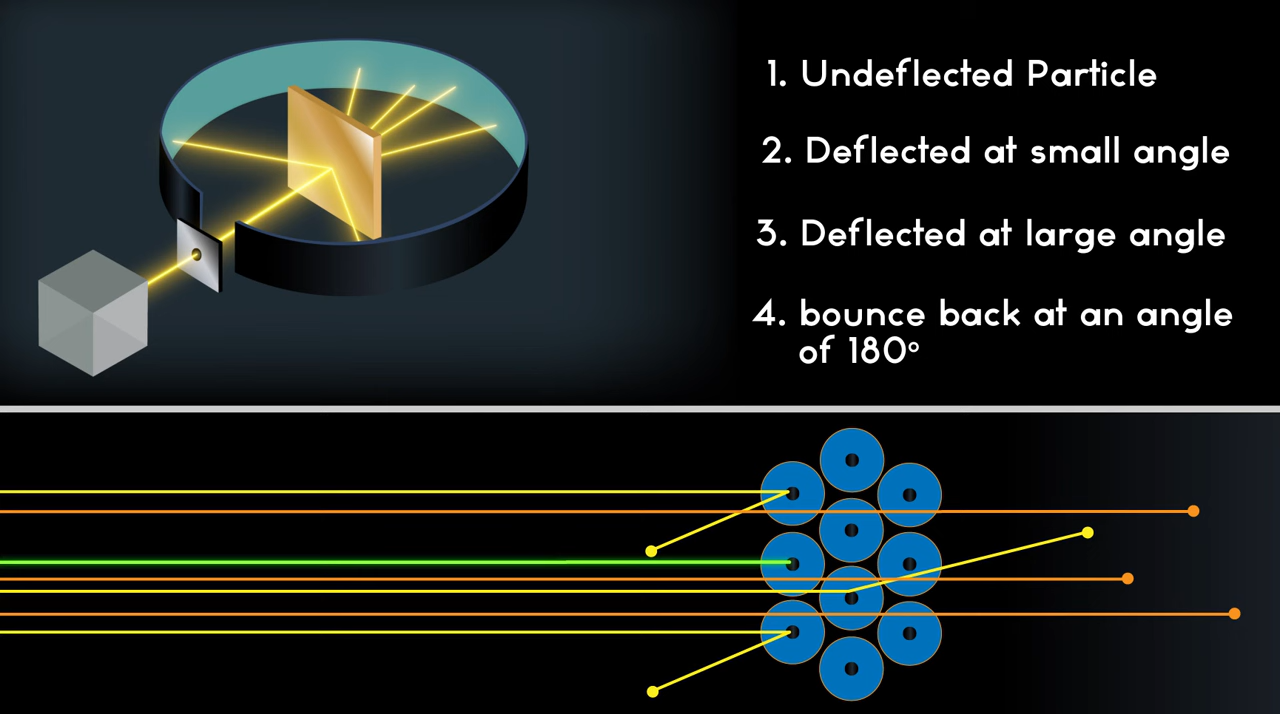 1. Undeflected Particle
2. Deflected at small angle
3. Deflected at large angle
4. bounce back at an angle
of 180°